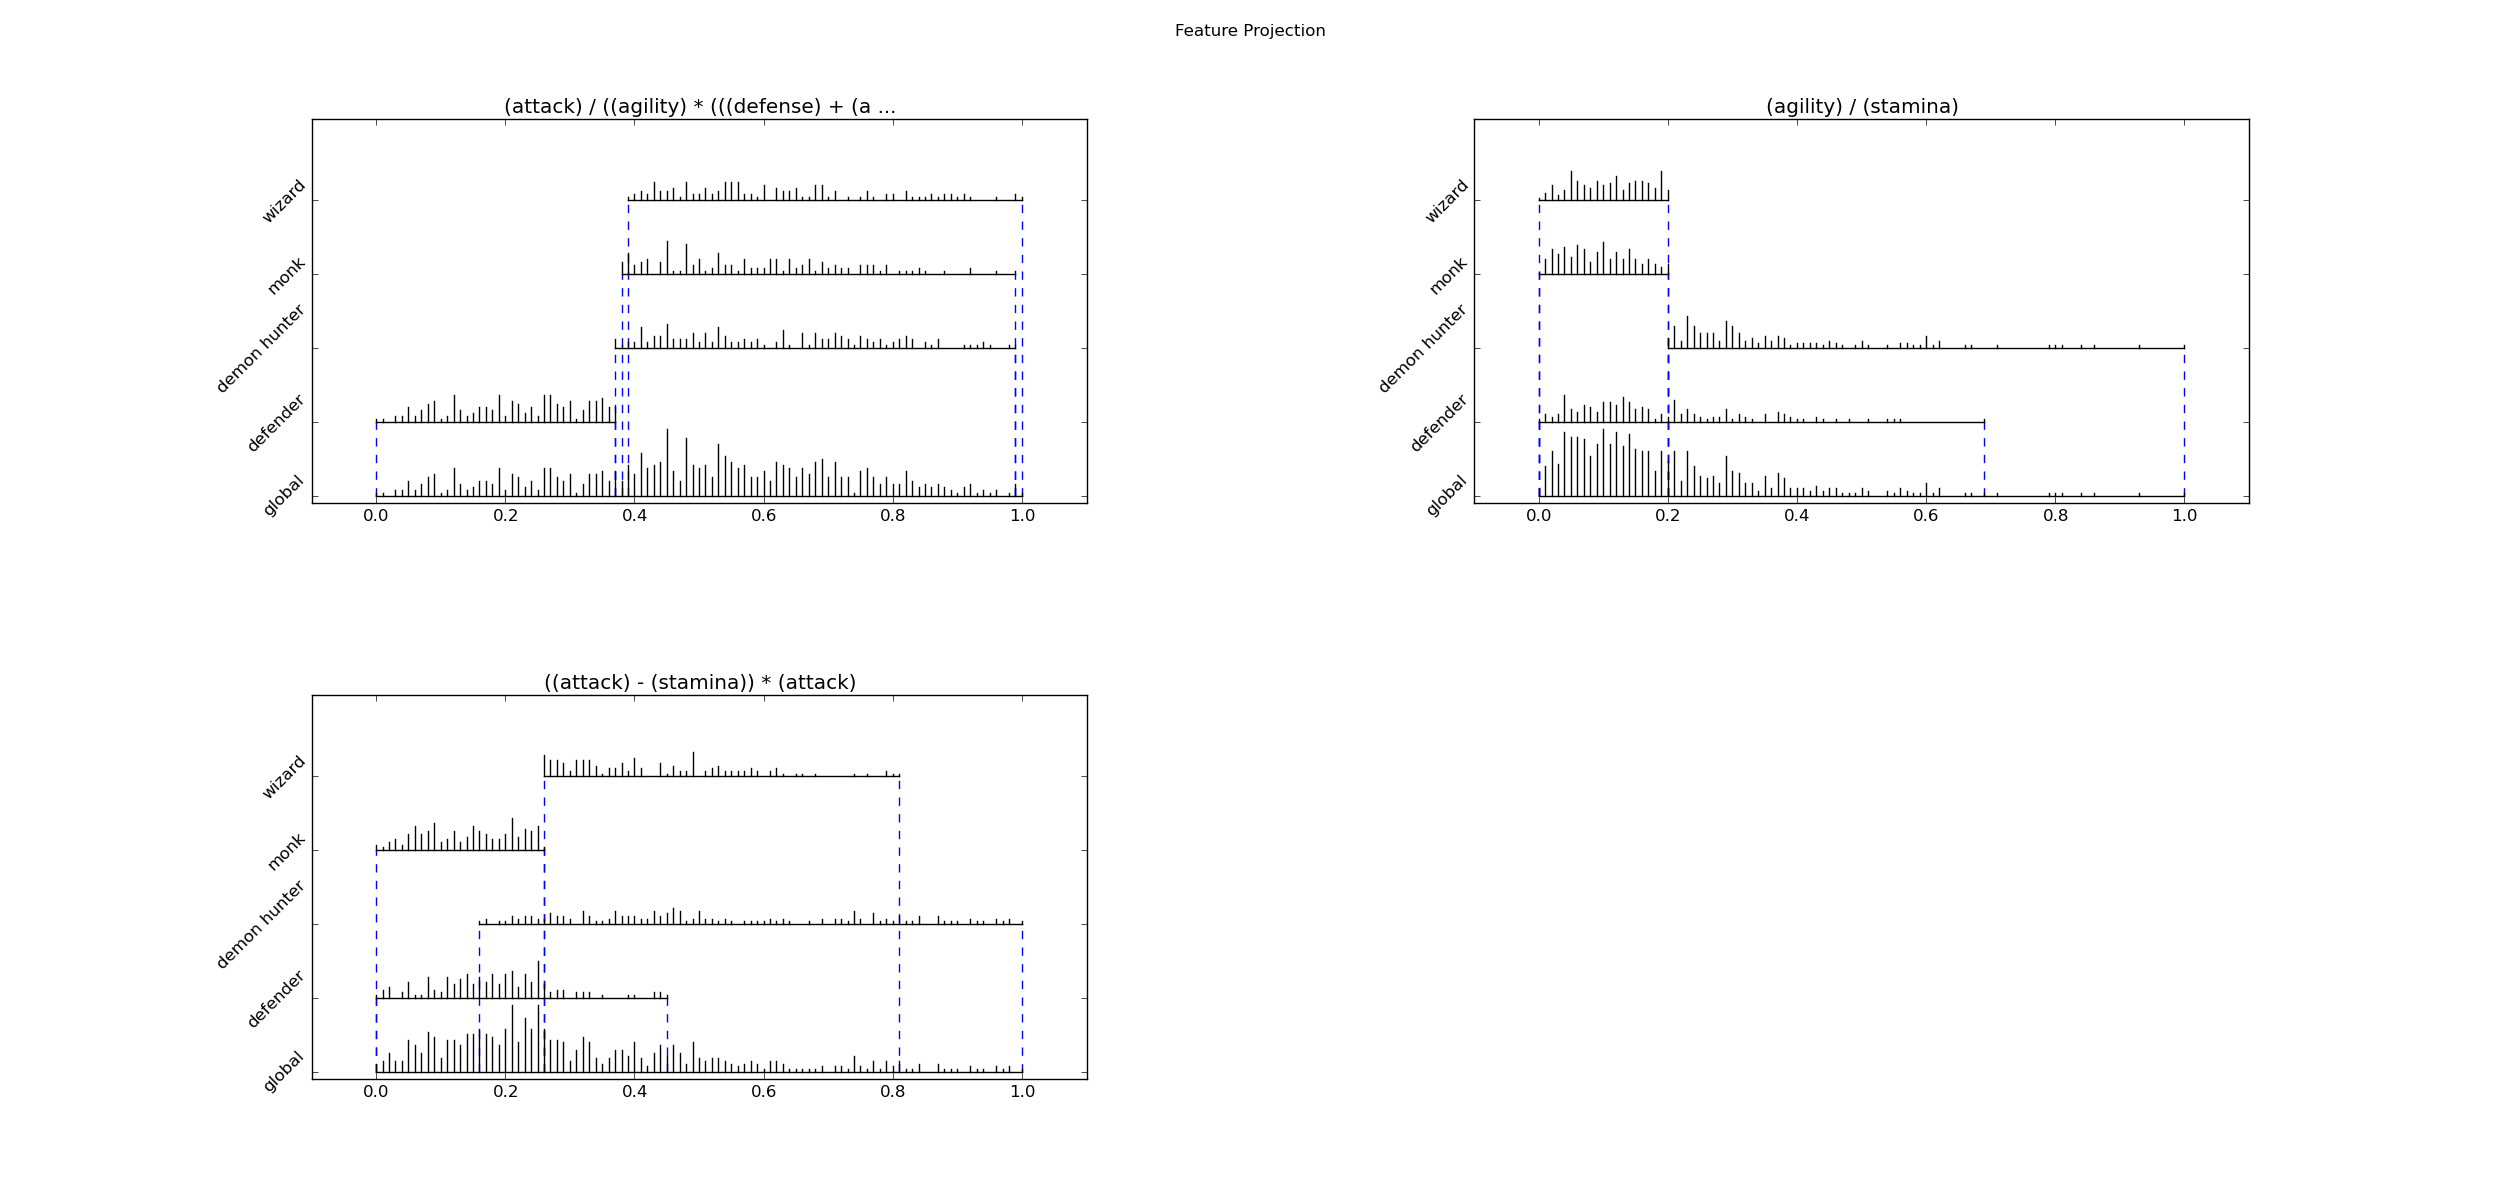 Feature Projection
(attack) / ((agility) * (((defense) + (a ...
wizard
monk
demon hunter
defender
global
0.0 0.2 0.4 0.6 0.8 1.0
(agility) / (stamina)
wizard
monk
demon hunter
defender
global
0.0 0.2 0.4 0.6 0.8 1.0
((attack) - (stamina)) * (attack)
wizard
monk
demon hunter
defender
global
0.0 0.2 0.4 0.6 0.8 1.0